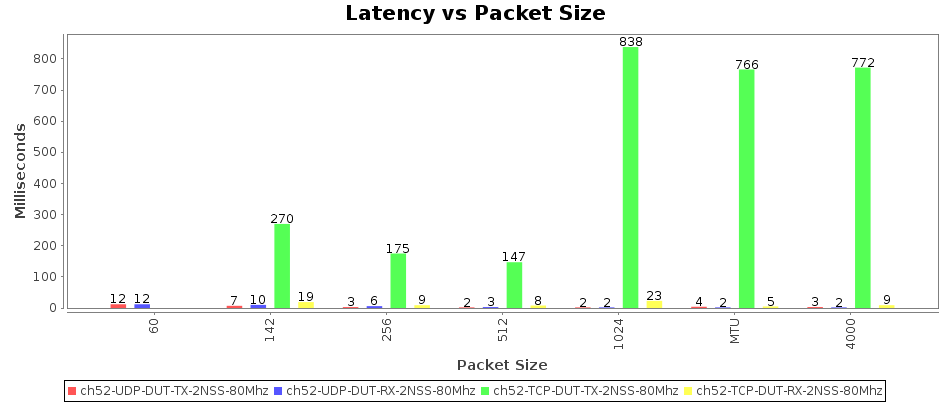 Latency vs Packet Size
Milliseconds
800
700
600
500
400
300
200
100
0
12 12
7 10 270 19
3 6 175 9
2 3 147 8
2 2 838 23
4 2 766 5
3 2 772 9
60 142 256 512 1024 MTU 4000
Packet Size
ch52-UDP-DUT-TX-2NSS-80Mhz ch52-UDP-DUT-RX-2NSS-80Mhz ch52-TCP-DUT-TX-2NSS-80Mhz ch52-TCP-DUT-RX-2NSS-80Mhz